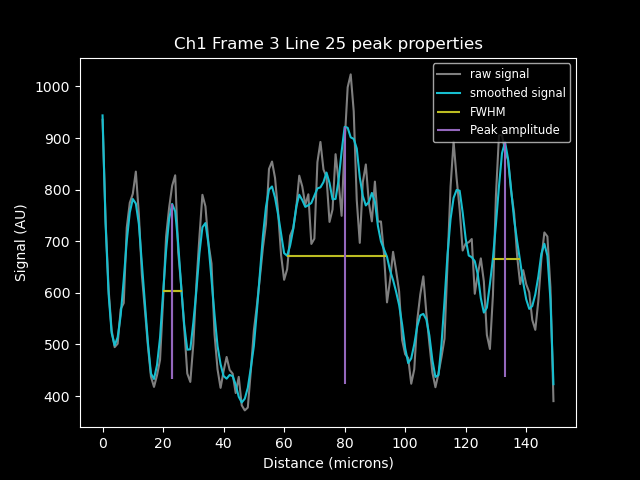 Ch1 Frame 3 Line 25 peak properties
raw signal
smoothed signal
FWHM
Peak amplitude
Signal (AU)
1000
900
800
700
600
500
400
0 20 40 60 80 100 120 140
Distance (microns)